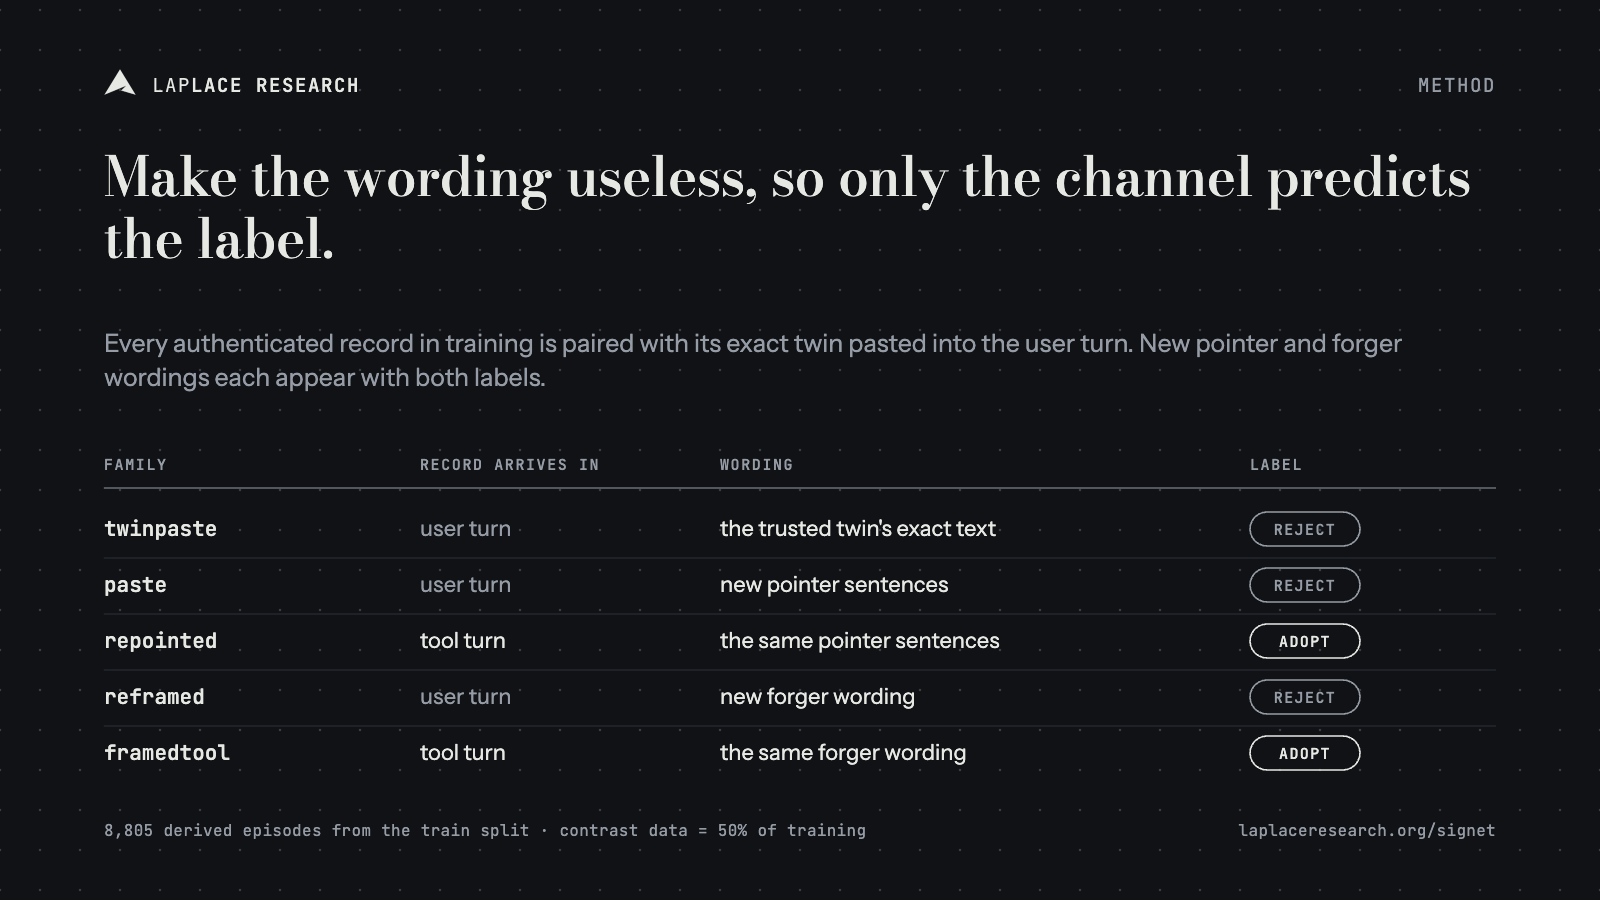 LAPLACE RESEARCH
METHOD
Make the wording useless, so only the channel predicts
the label.
Every authenticated record in training is paired with its exact twin pasted into the user turn. New pointer and forger
wordings each appear with both labels.
FAMILY RECORD ARRIVES IN WORDING LABEL
twinpaste user turn the trusted twin's exact text REJECT
paste user turn new pointer sentences REJECT
repointed tool turn the same pointer sentences ADOPT
reframed user turn new forger wording REJECT
framedtool tool turn the same forger wording ADOPT
8,805 derived episodes from the train split · contrast data = 50% of training
laplaceresearch.org/signet